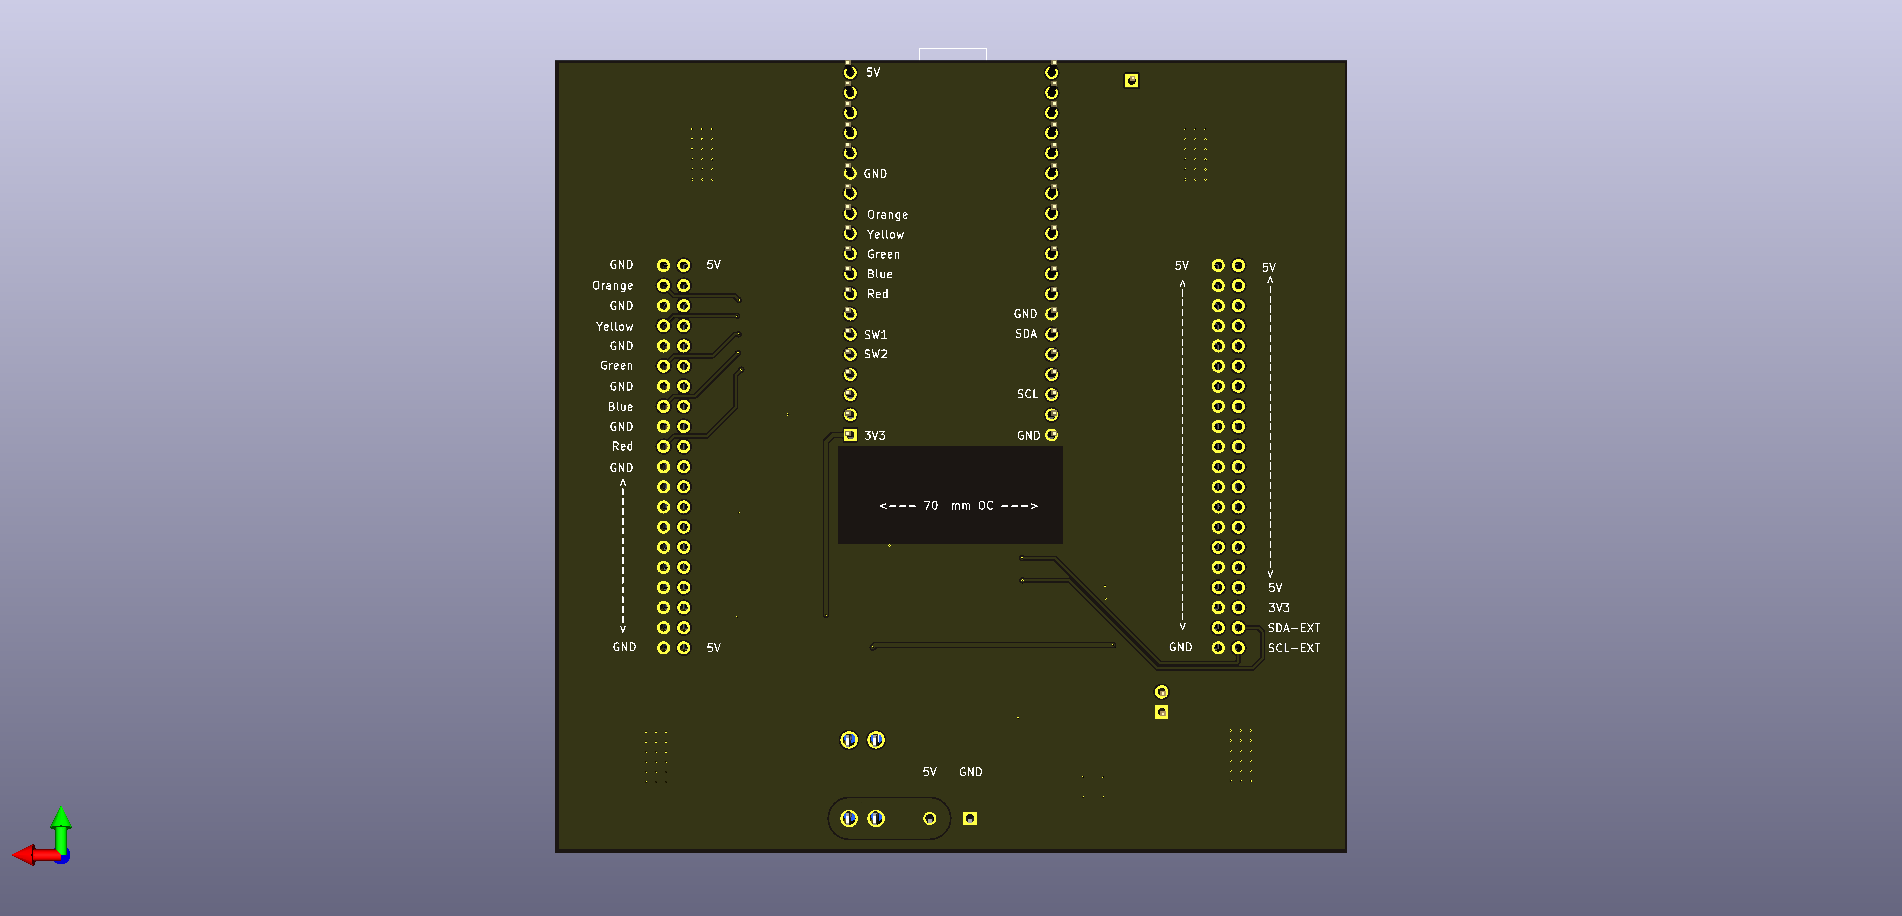 5V
GND
Orange
Yellow
Green
Blue
Red
SW1
SW2
3V3
GND
SDA
SCL
GND
GND 5V
Orange
GND
Yellow
GND
Green
GND
Blue
GND
Red
GND
GND 5V
<--- 70 mm OC --->
5V 5V
5V
3V3
SDA-EXT
GND SCL-EXT
5V GND